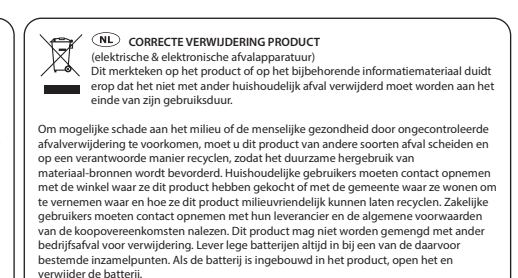 NL CORRECTE VERWIJDERING PRODUCT
(elektrische & elektronische afvalapparatuur)
Dit merkteken op het product of op het bijbehorende informatiemateriaal duidt
erop dat het niet met ander huishoudelijk afval verwijderd moet worden aan het
einde van zijn gebruiksduur.
Om mogelijke schade aan het milieu of de menselijke gezondheid door ongecontroleerde
afvalverwijdering te voorkomen, moet u dit product van andere soorten afval scheiden en
op een verantwoorde manier recyclen, zodat het duurzame hergebruik van
materiaal-bronnen wordt bevorderd. Huishoudelijke gebruikers moeten contact opnemen
met de winkel waar ze dit product hebben gekocht of met de gemeente waar ze wonen om
te vernemen waar en hoe ze dit product milieuvriendelijk kunnen laten recyclen. Zakelijke
gebruikers moeten contact opnemen met hun leverancier en de algemene voorwaarden
van de koopovereenkomsten nalezen. Dit product mag niet worden gemengd met ander
bedrijfsafval voor verwijdering. Lever lege batterijen altijd in bij een van de daarvoor
bestemde inzamelpunten. Als de batterij is ingebouwd in het product, open het en
verwijder de batterij.